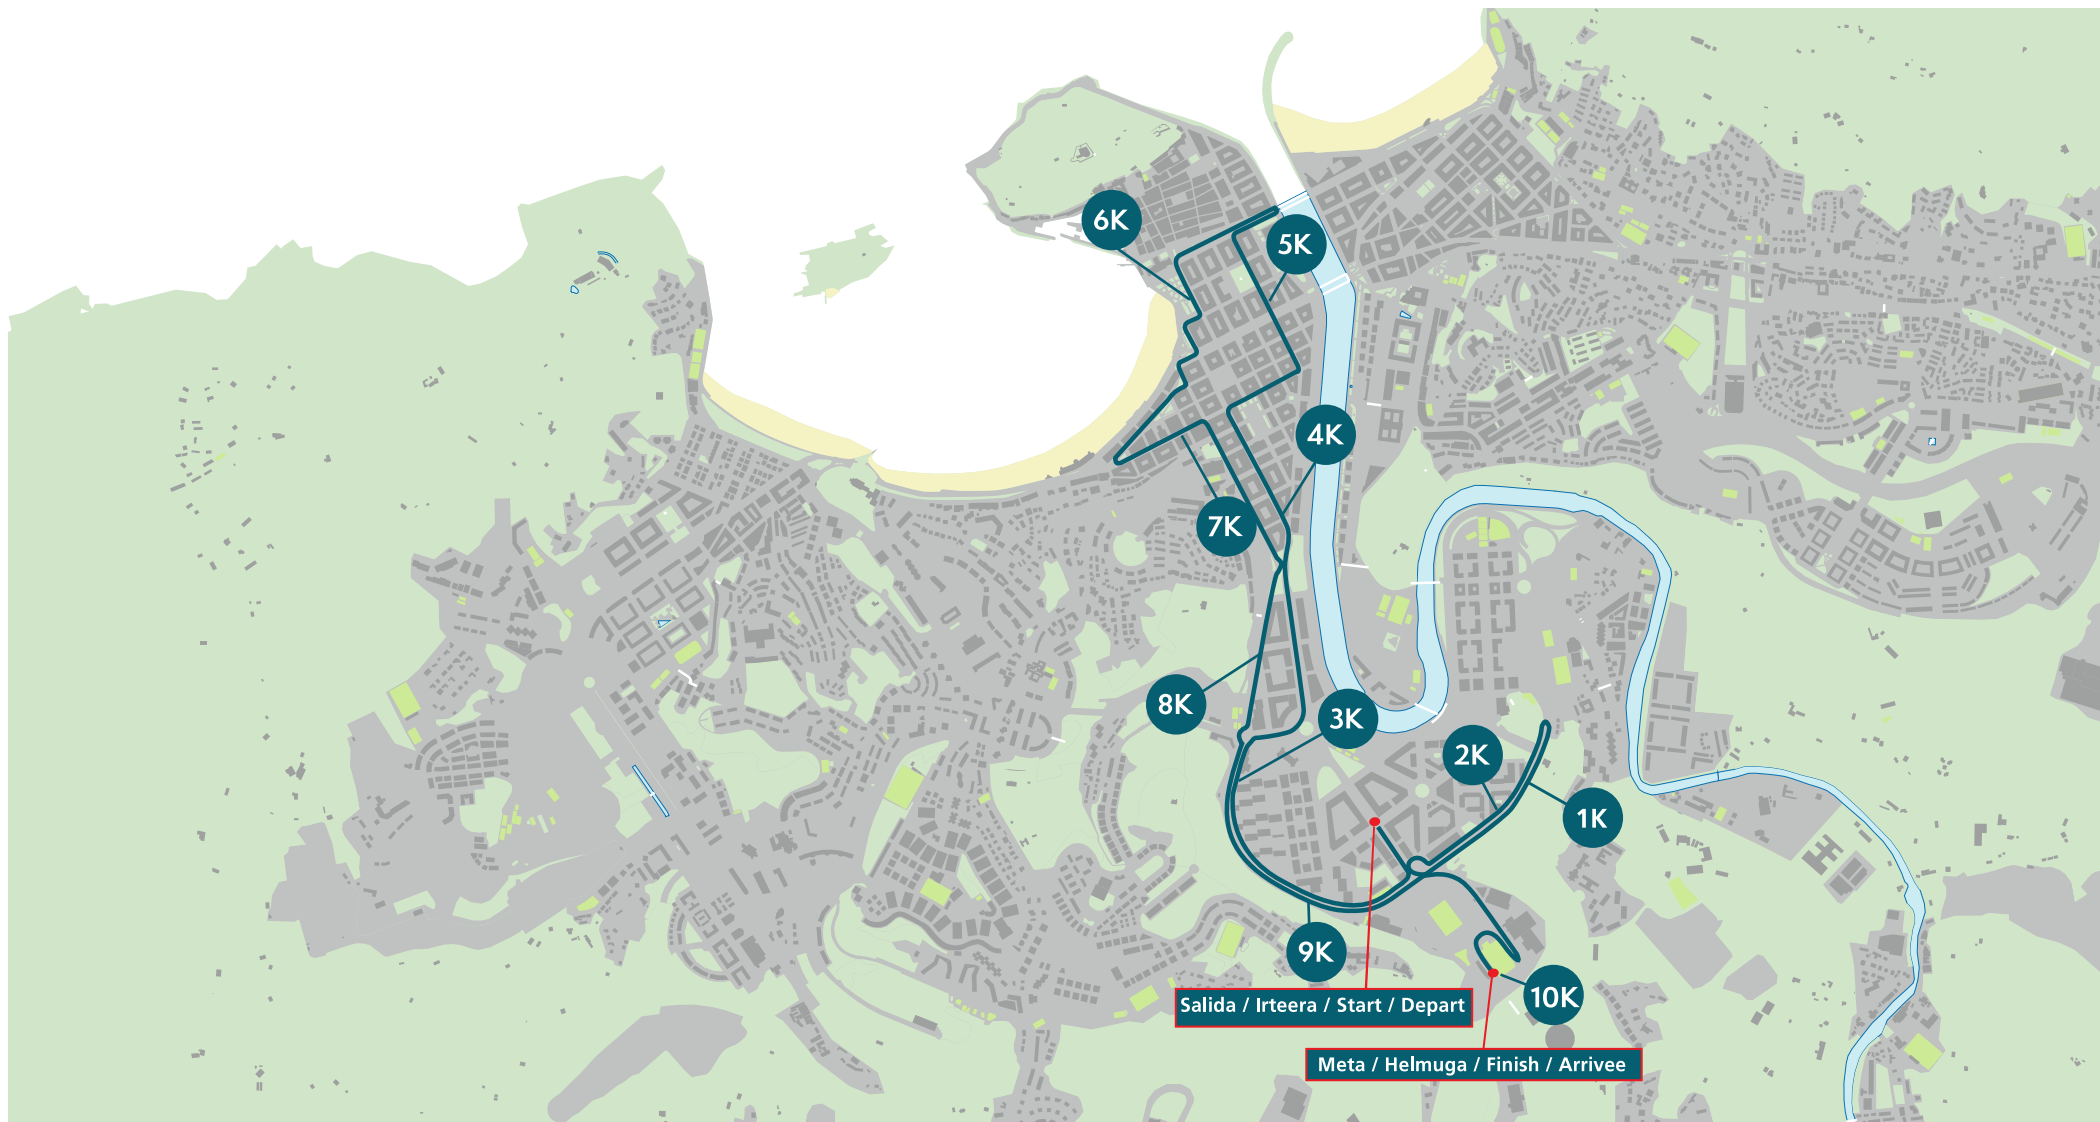 6K
5K
4K
7K
8K
3K
2K
1K
9K
10K
Salida / Irteera / Start / Depart
Meta / Helmuga / Finish / Arrivee